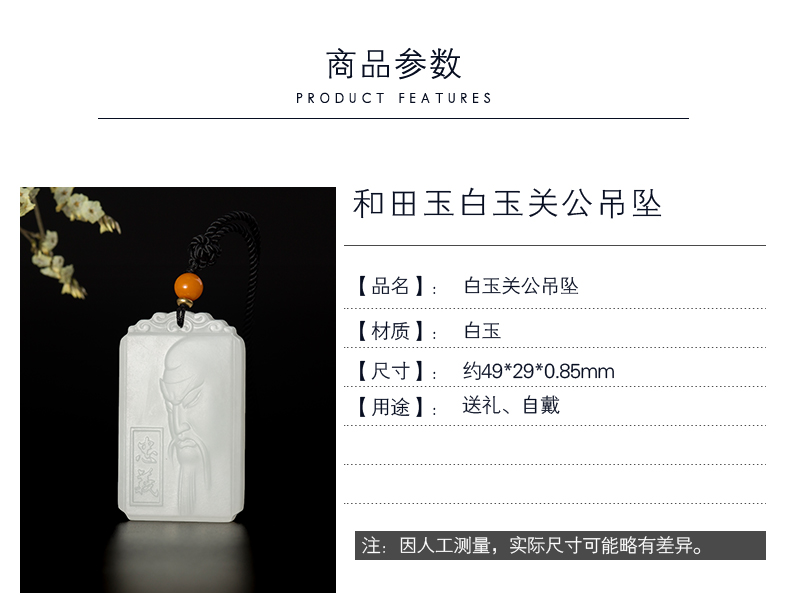 商品参数
PRODUCT FEATURES
和田玉白玉关公吊坠
【品名】： 白玉关公吊坠
【材质】： 白玉
【尺寸】： 约49*29*0.85mm
【用途】： 送礼、自戴
注：因人工测量，实际尺寸可能略有差异。